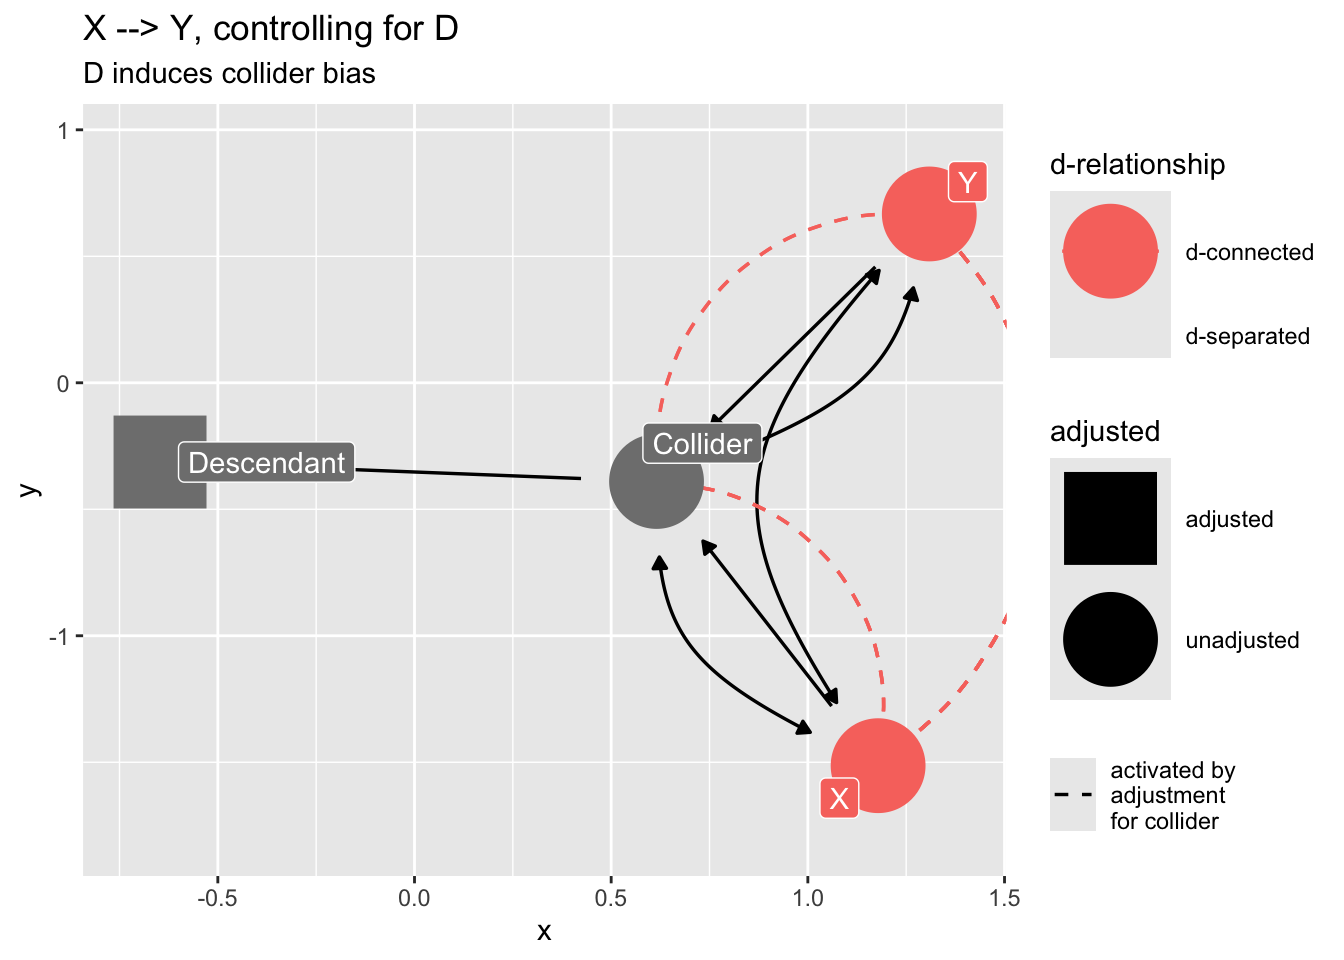 X --> Y, controlling for D
D induces collider bias
1
0
-1
y
-0.5
0.0
0.5
1.0
1.5
x
Y
Collider
Descendant
X
d-relationship
d-connected
d-separated
adjusted
adjusted
unadjusted
activated by
adjustment
for collider